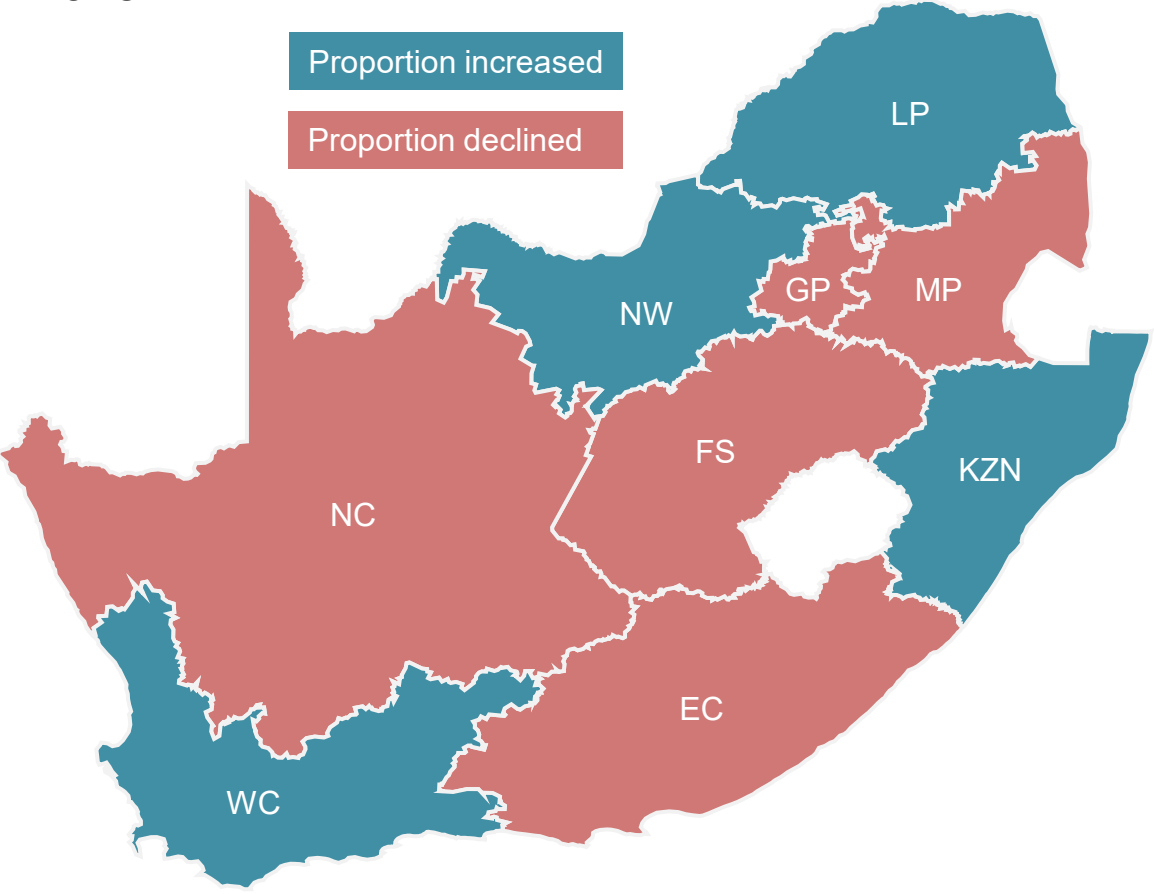 Proportion increased
Proportion declined
LP
NW
GP
MP
FS
KZN
NC
EC
WC